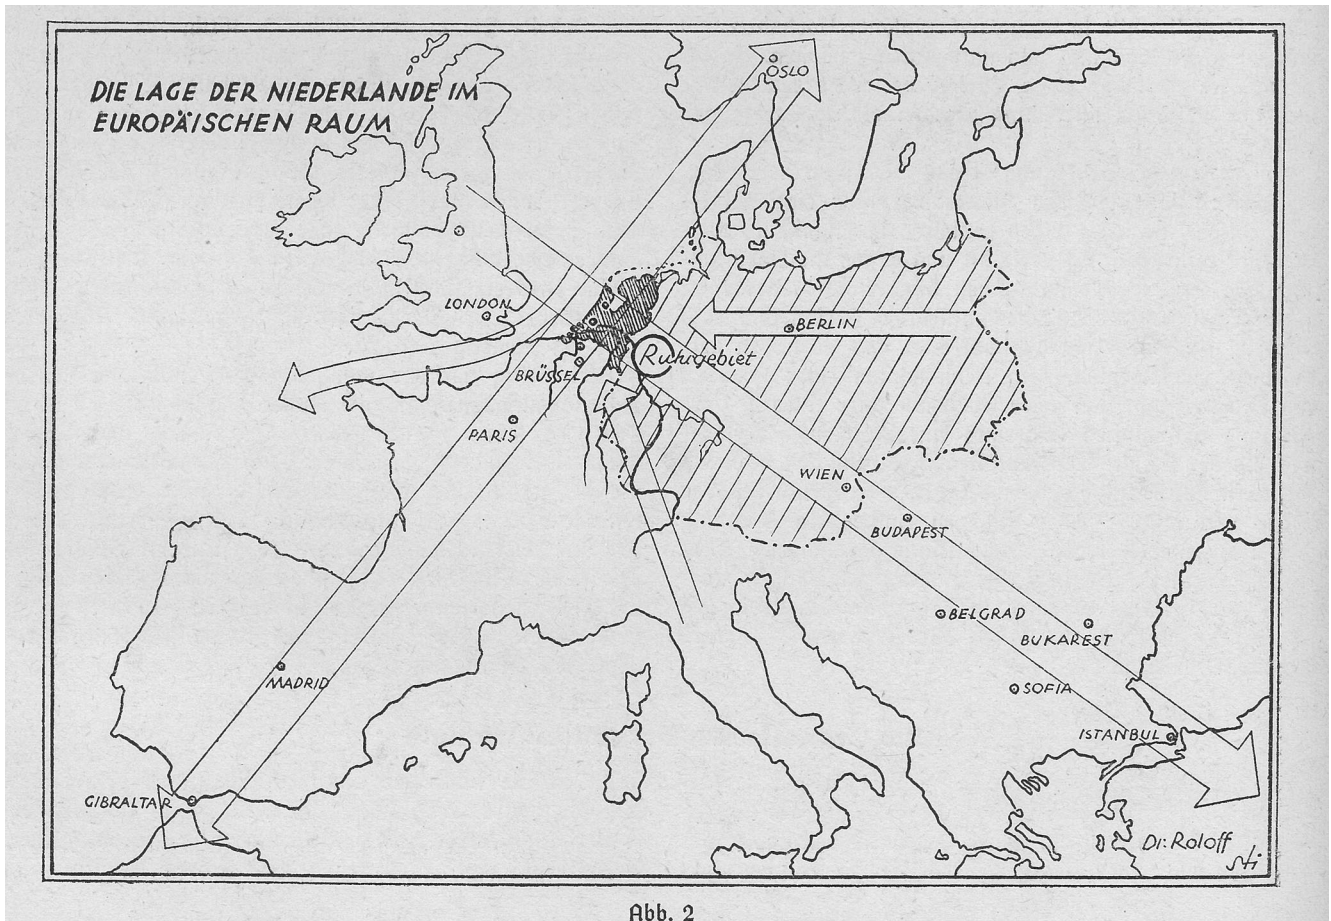 DIE LAGE DER NIEDERLANDE IM
EUROPÄISCHEN RAUM
OSLO
LONDON
BERLIN
Ruhrgebiet
BRÜSSEL
PARIS
WIEN
BUDAPEST
BELGRAD
BUKAREST
MADRID
SOFIA
ISTANBUL
GIBRALTAR
Dr. Roloff
sti
Abb. 2